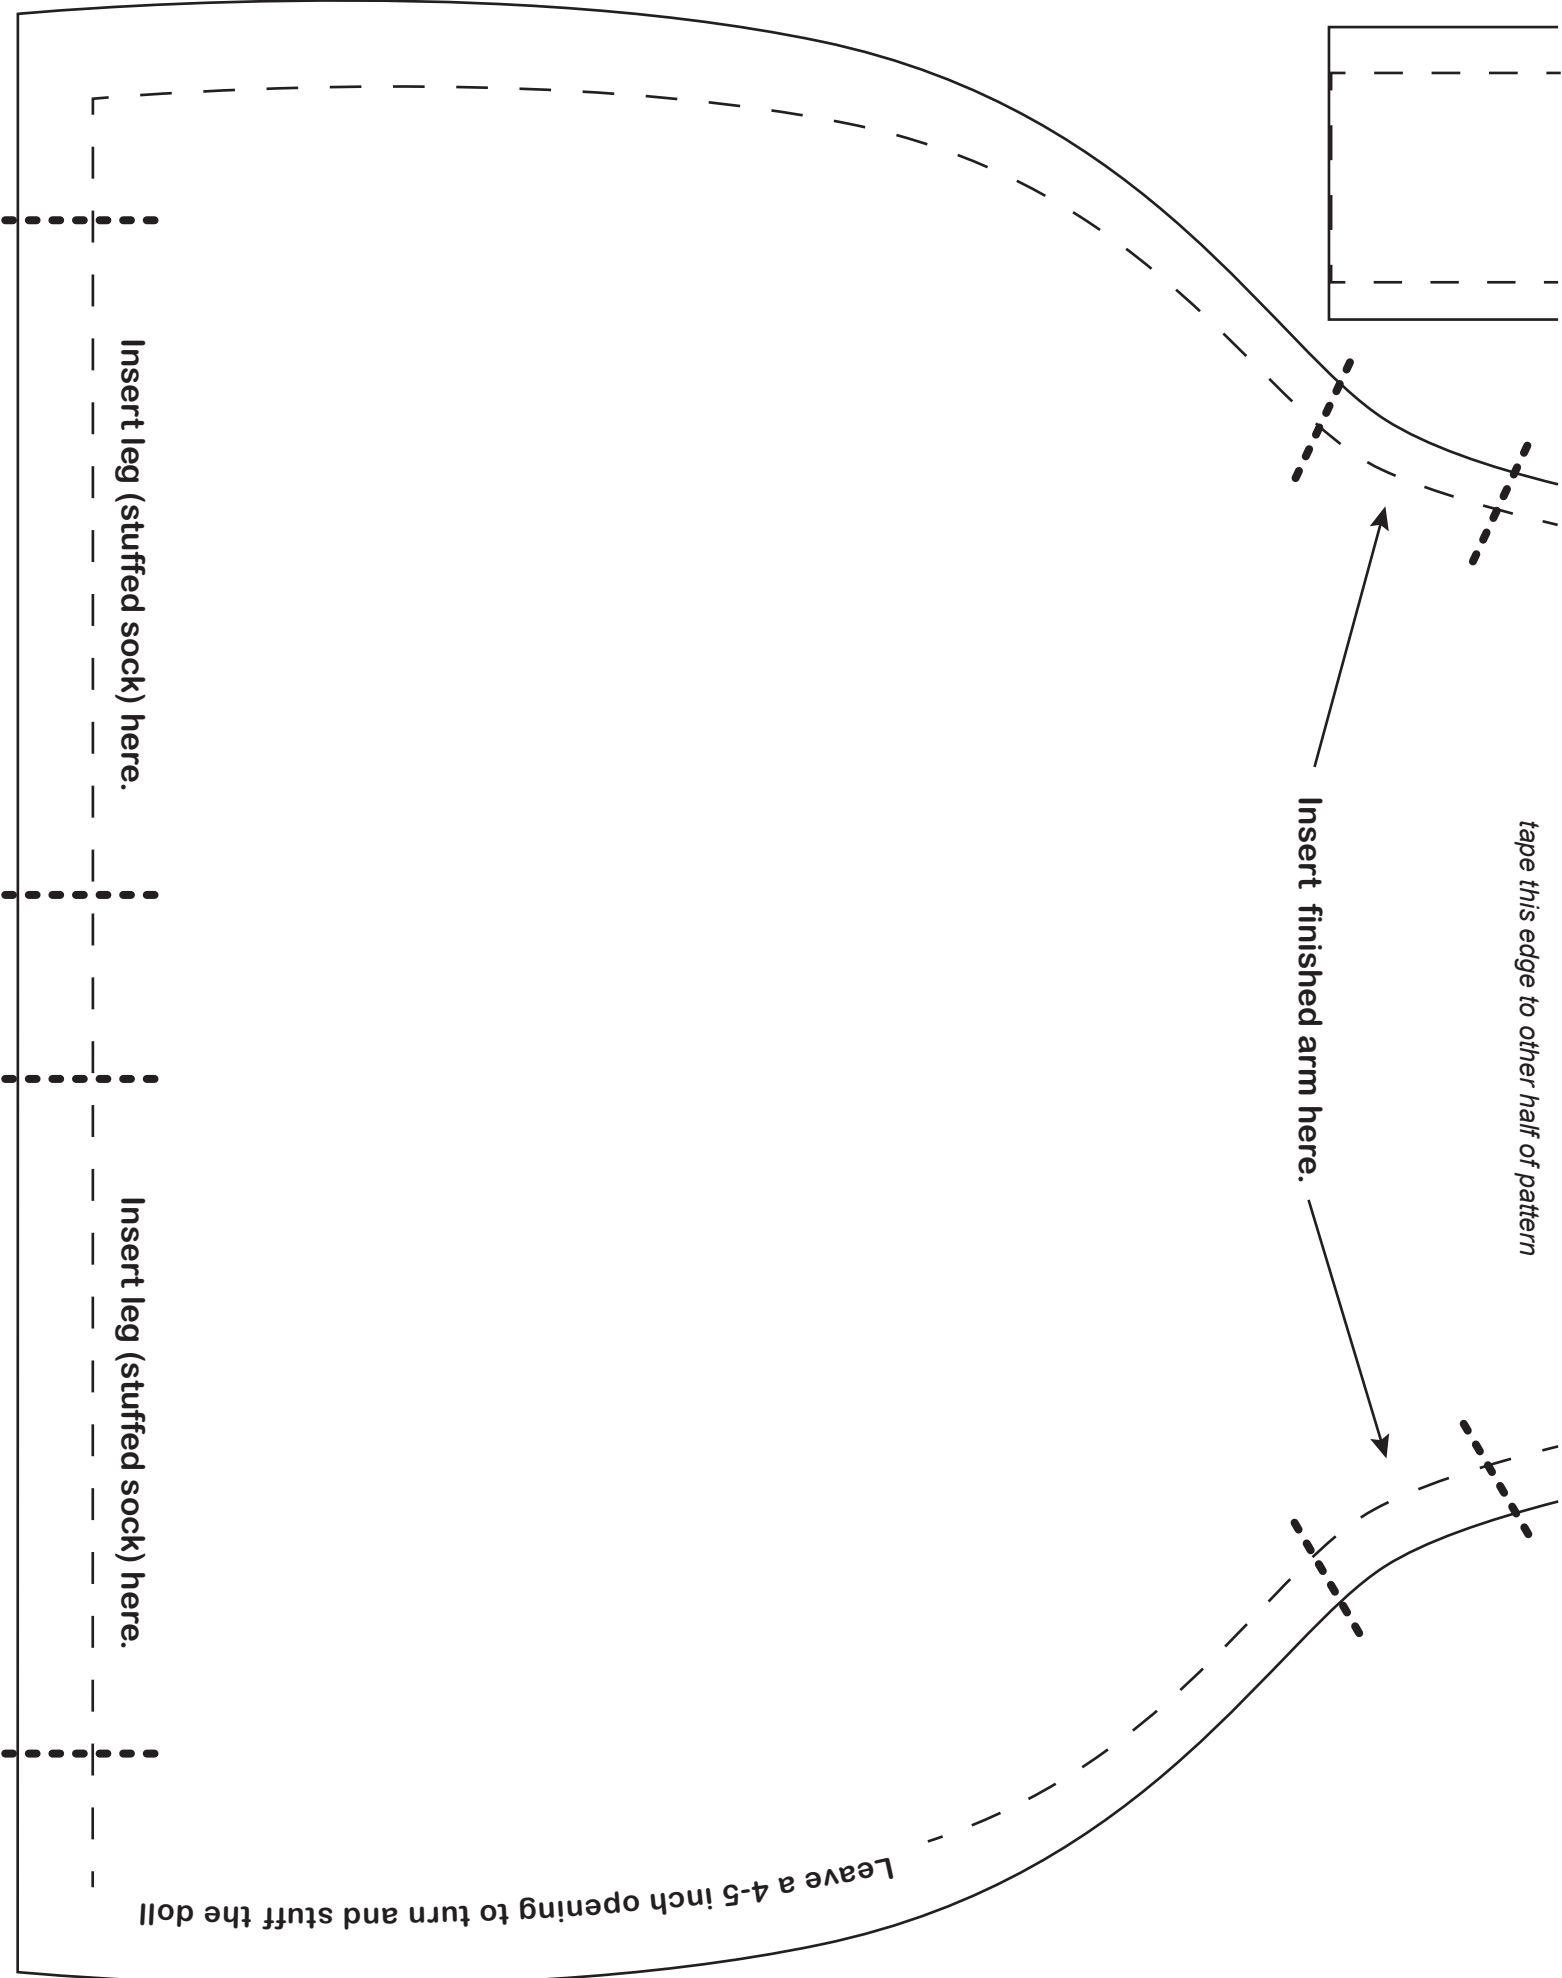 Insert leg (stuffed sock) here.
Insert finished arm here.
tape this edge to other half of pattern
Insert leg (stuffed sock) here.
Leave a 4-5 inch opening to turn and stuff the doll